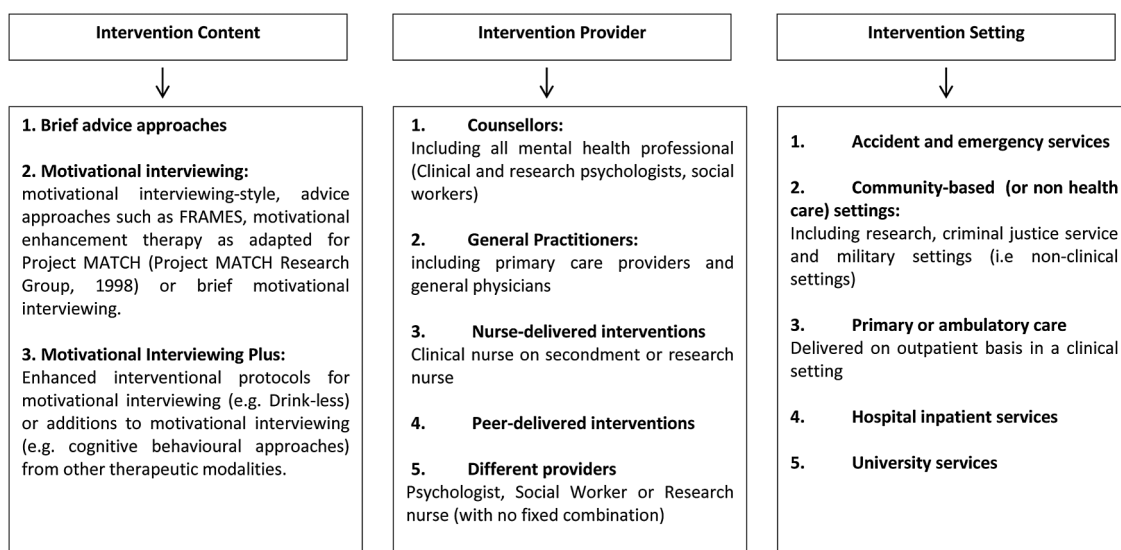 Intervention Content
1. Brief advice approaches
2. Motivational interviewing:
motivational interviewing-style, advice
approaches such as FRAMES, motivational
enhancement therapy as adapted for
Project MATCH (Project MATCH Research
Group, 1998) or brief motivational
interviewing.
3. Motivational Interviewing Plus:
Enhanced interventional protocols for
motivational interviewing (e.g. Drink-less)
or additions to motivational interviewing
(e.g. cognitive behavioural approaches)
from other therapeutic modalities.
Intervention Provider
1. Counsellors:
Including all mental health professional
(Clinical and research psychologists, social
workers)
2. General Practitioners:
including primary care providers and
general physicians
3. Nurse-delivered interventions
Clinical nurse on secondment or research
nurse
4. Peer-delivered interventions
5. Different providers
Psychologist, Social Worker or Research
nurse (with no fixed combination)
Intervention Setting
1. Accident and emergency services
2. Community-based (or non health
care) settings:
Including research, criminal justice service
and military settings (i.e non-clinical
settings)
3. Primary or ambulatory care
Delivered on outpatient basis in a clinical
setting
4. Hospital inpatient services
5. University services